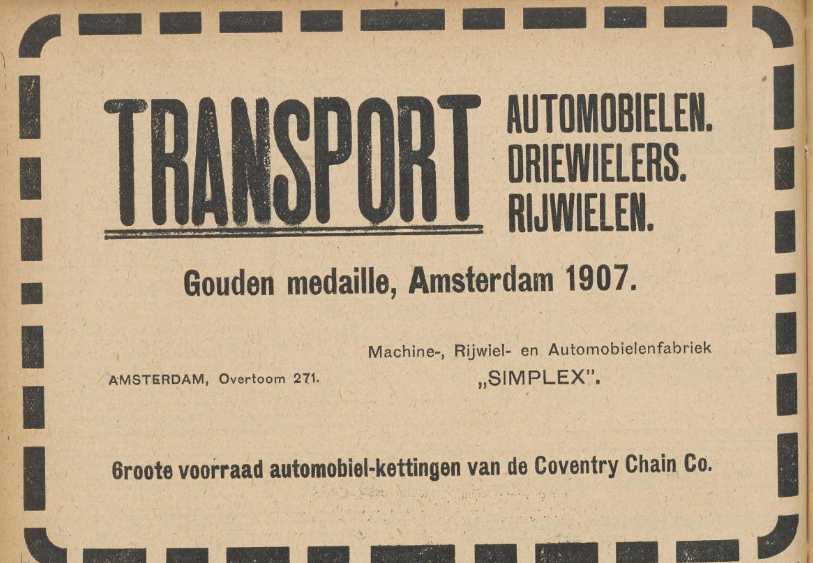 TRANSPORT
AUTOMOBIELEN.
DRIEWIELERS.
RIJWIELEN.
Gouden medaille, Amsterdam 1907.
Machine-, Rijwiel- en Automobielenfabriek
AMSTERDAM, Overtoom 271.
„SIMPLEX".
Groote voorraad automobiel-kettingen van de Coventry Chain Co.